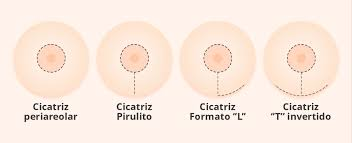 Cicatriz
periareolar
Cicatriz
Pirulito
Cicatriz
Formato "L"
Cicatriz
"T" invertido